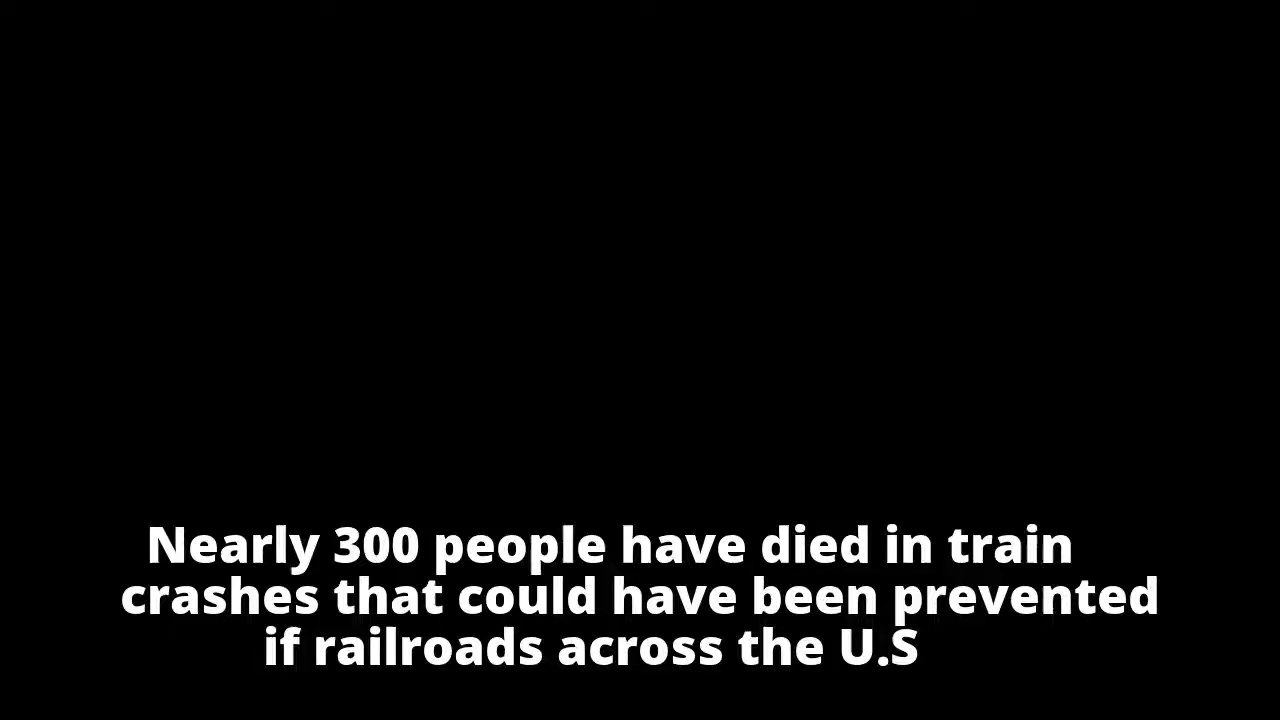 Nearly 300 people have died in train
crashes that could have been prevented
if railroads across the U.S